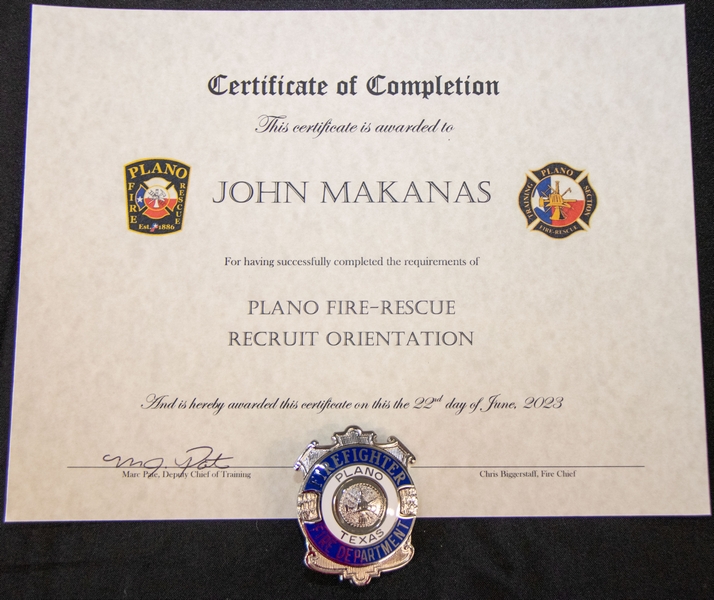 Certificate of Completion
This certificate is awarded to
PLANO
FIRE
RESCUE
Est. 1886
JOHN MAKANAS
PLANO
TRAINING
SECTION
FIRE-RESCUE
For having successfully completed the requirements of
PLANO FIRE-RESCUE
RECRUIT ORIENTATION
And is hereby awarded this certificate on this the 22nd day of June, 2023
M.J. Pate
Marc Pate, Deputy Chief of Training
Chris Biggerstaff, Fire Chief
FIREFIGHTER
PLANO
TEXAS
FIRE DEPARTMENT